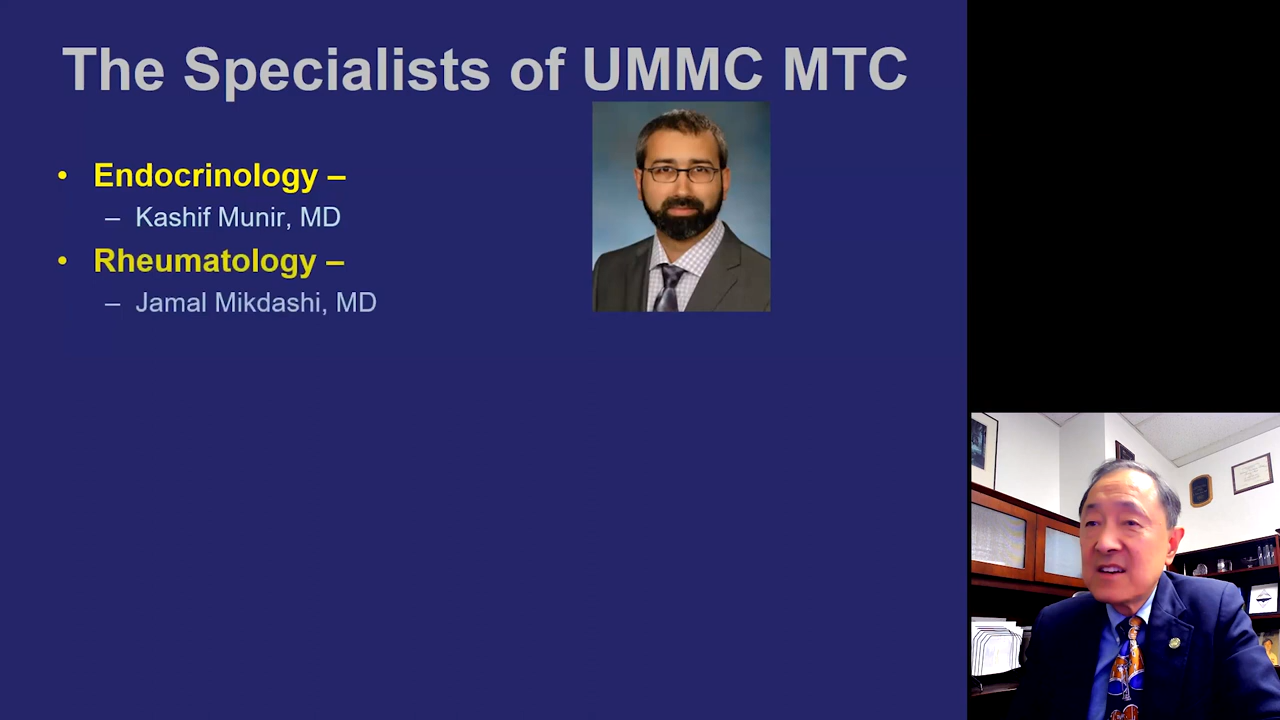 The Specialists of UMMC MTC
• Endocrinology –
– Kashif Munir, MD
• Rheumatology –
– Jamal Mikdashi, MD